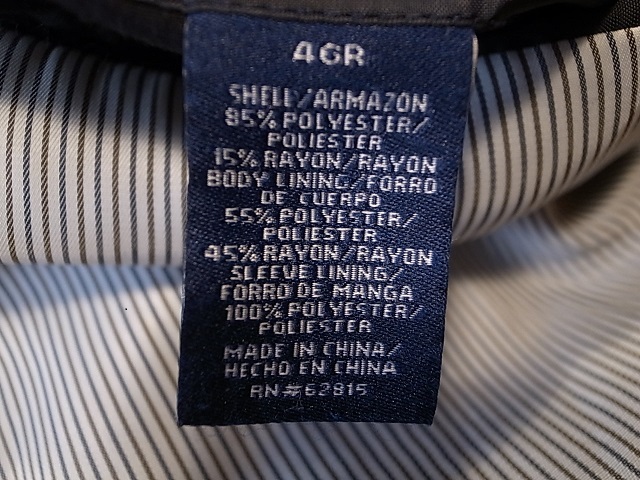 46R
SHELL/ARMAZON
85% POLYESTER/
POLIESTER
15% RAYON/RAYON
BODY LINING/FORRO
DE CUERPO
55% POLYESTER/
POLIESTER
45% RAYON/RAYON
SLEEVE LINING/
FORRO DE MANGA
100% POLYESTER/
POLIESTER
MADE IN CHINA/
HECHO EN CHINA
RN#62815